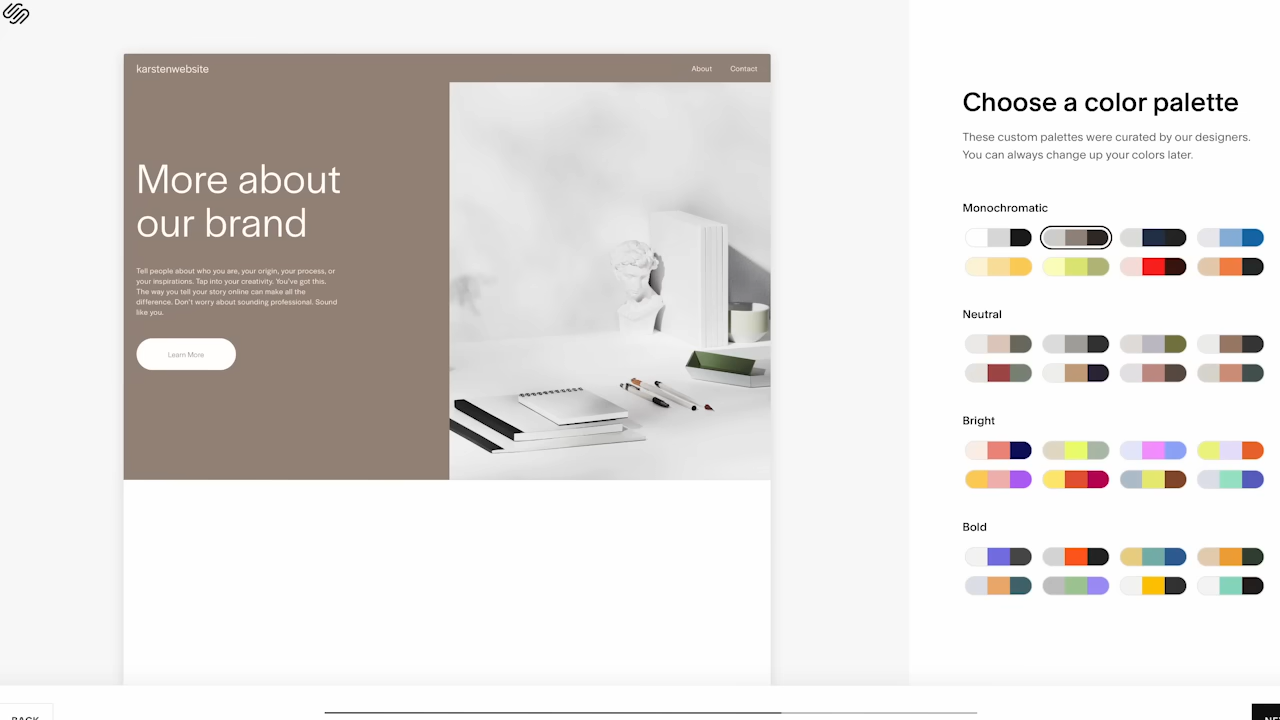 karstenwebsite
About
Contact
More about
our brand
Tell people about who you are, your origin, your process, or
your inspirations. Tap into your creativity. You've got this.
The way you tell your story online can make all the
difference. Don't worry about sounding professional. Sound
like you.
Learn More
Choose a color palette
These custom palettes were curated by our designers.
You can always change up your colors later.
Monochromatic
Neutral
Bright
Bold
BACK